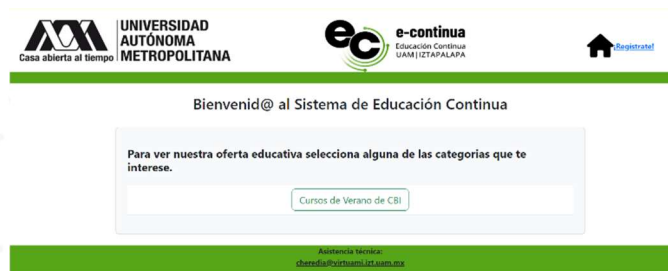 UNIVERSIDAD
AUTÓNOMA
METROPOLITANA
Casa abierta al tiempo
ec
e-continua
Educación Continua
UAM|IZTAPALAPA
¡Registrate!
Bienvenid@ al Sistema de Educación Continua
Para ver nuestra oferta educativa selecciona alguna de las categorias que te
interese.
Cursos de Verano de CBI
Asistencia técnica:
cheredia@virtuami.izt.uam.mx